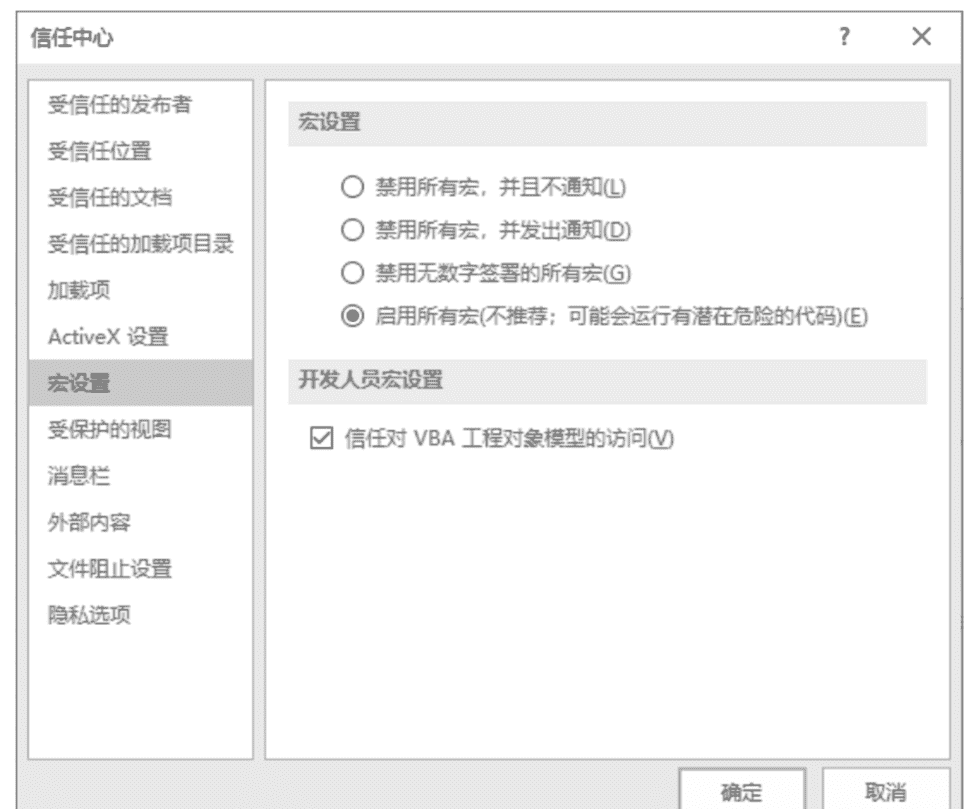 信任中心
?
受信任的发布者
受信任位置
受信任的文档
受信任的加载项目录
加载项
ActiveX 设置
宏设置
受保护的视图
消息栏
外部内容
文件阻止设置
隐私选项
宏设置
禁用所有宏，并且不通知(L)
禁用所有宏，并发出通知(D)
禁用无数字签署的所有宏(G)
启用所有宏(不推荐；可能会运行有潜在危险的代码)(E)
开发人员宏设置
信任对 VBA 工程对象模型的访问(V)
确定
取消